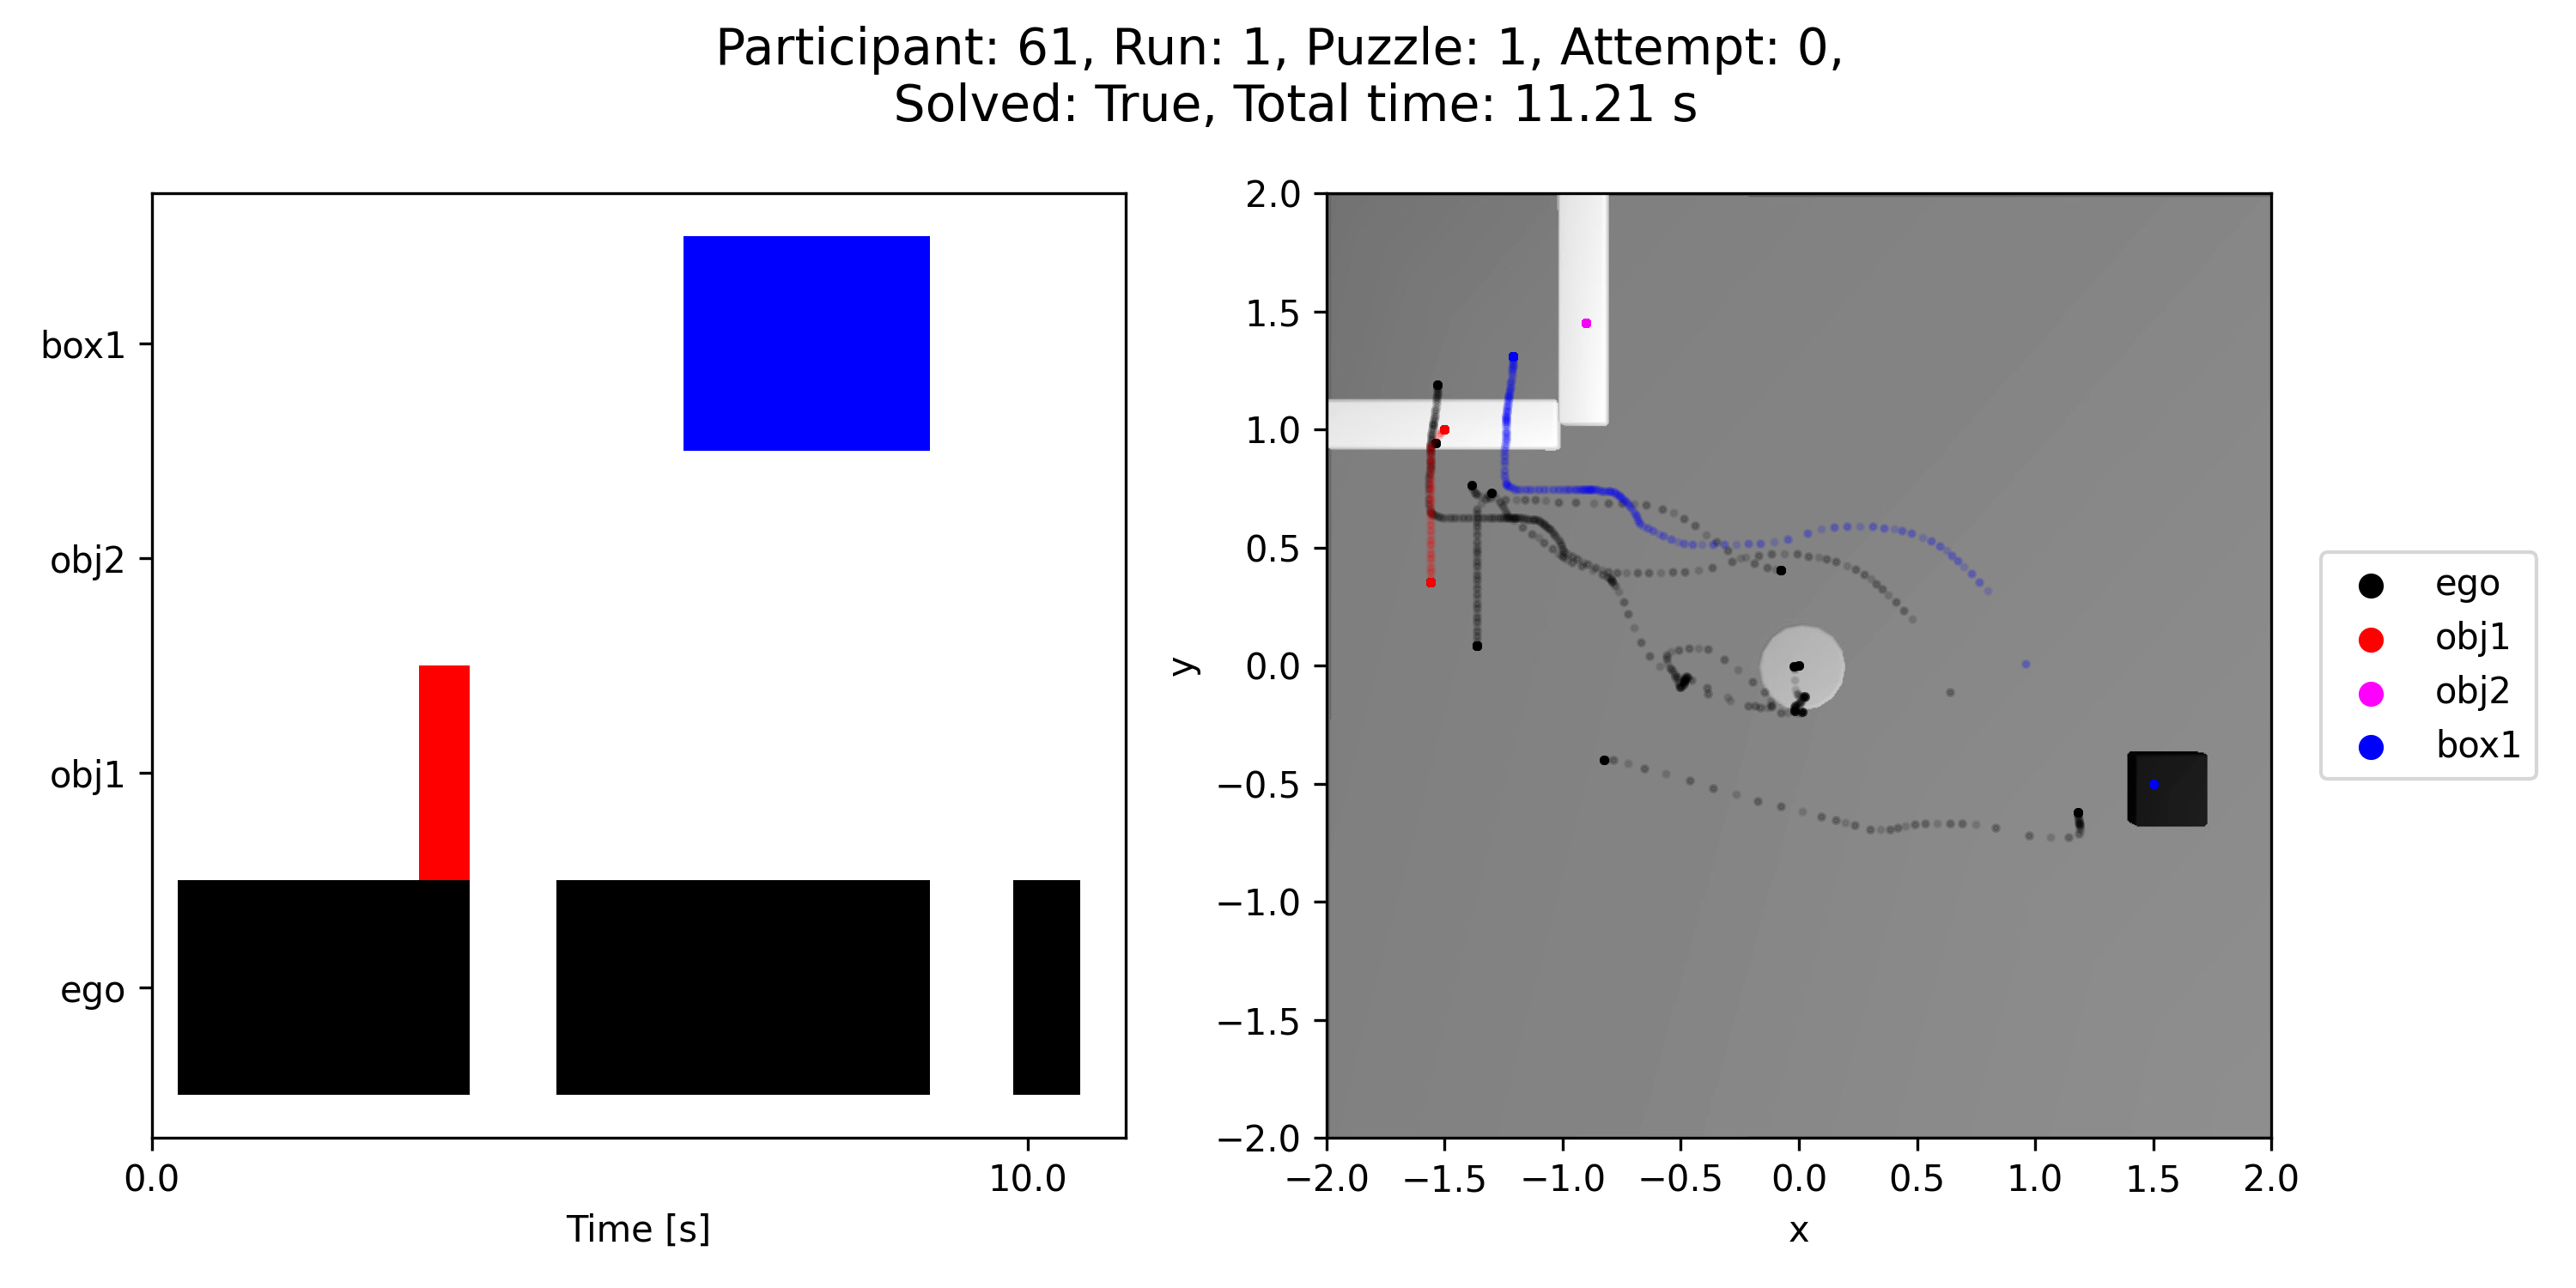 Participant: 61, Run: 1, Puzzle: 1, Attempt: 0,
Solved: True, Total time: 11.21 s
box1
obj2
obj1
ego
0.0
10.0
Time [s]
2.0
1.5
1.0
0.5
0.0
−0.5
−1.0
−1.5
−2.0
y
−2.0
−1.5
−1.0
−0.5
0.0
0.5
1.0
1.5
2.0
x
ego
obj1
obj2
box1